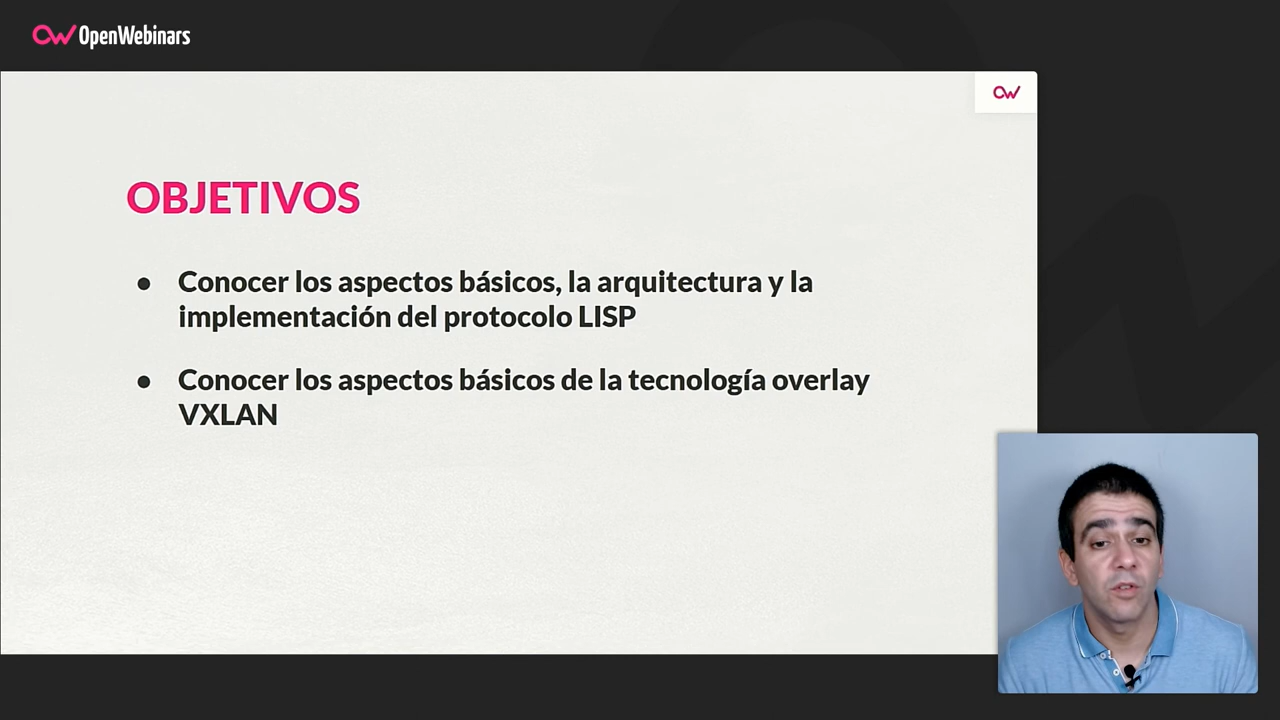 OpenWebinars
OBJETIVOS
● Conocer los aspectos básicos, la arquitectura y la
implementación del protocolo LISP
● Conocer los aspectos básicos de la tecnología overlay
VXLAN